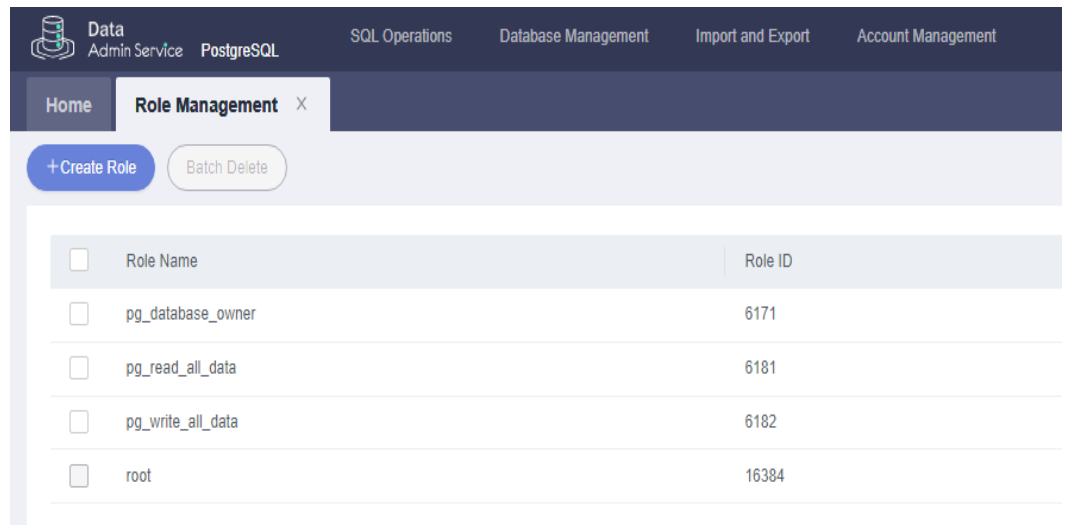 Data
Admin Service PostgreSQL
SQL Operations Database Management Import and Export Account Management
Home Role Management X
+Create Role Batch Delete
Role Name Role ID
pg_database_owner 6171
pg_read_all_data 6181
pg_write_all_data 6182
root 16384